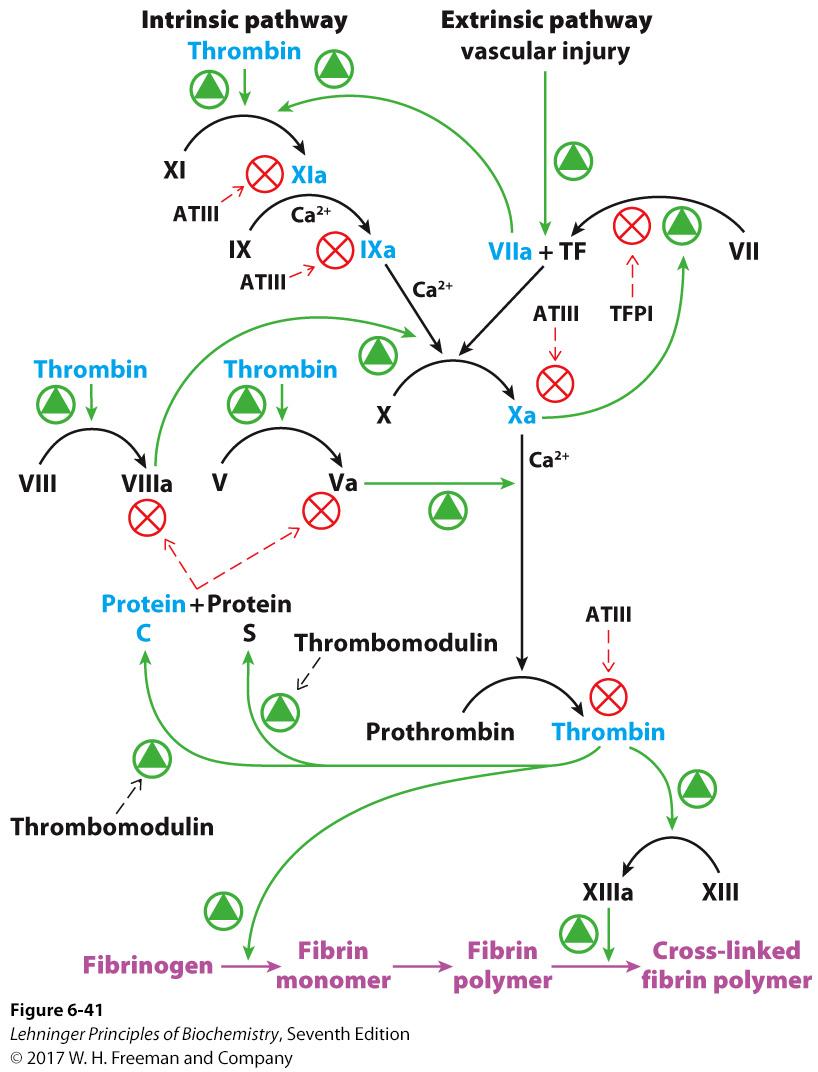 Intrinsic pathway
Thrombin
Extrinsic pathway
vascular injury
XI
XIa
ATIII
Ca²⁺
IX
IXa
ATIII
VIIa + TF
VII
Ca²⁺
ATIII
TFPI
Thrombin
Thrombin
X
Xa
VIII
VIIIa
V
Va
Ca²⁺
Protein + Protein
C
S
ATIII
Thrombomodulin
Prothrombin
Thrombin
Thrombomodulin
XIIIa
XIII
Fibrinogen
Fibrin
monomer
Fibrin
polymer
Cross-linked
fibrin polymer
Figure 6-41
Lehninger Principles of Biochemistry, Seventh Edition
© 2017 W. H. Freeman and Company